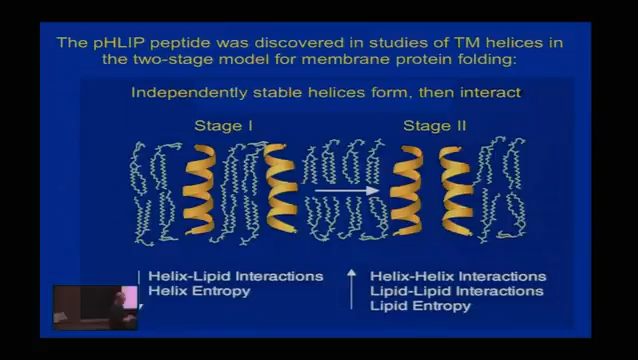 The pHLIP peptide was discovered in studies of TM helices in
the two-stage model for membrane protein folding:
Independently stable helices form, then interact
Stage I
Stage II
Helix-Lipid Interactions
Helix Entropy
Helix-Helix Interactions
Lipid-Lipid Interactions
Lipid Entropy